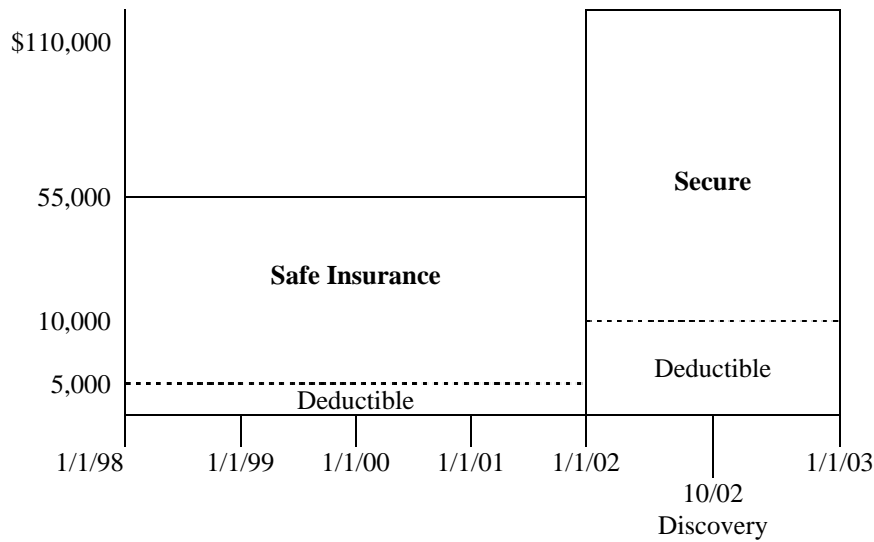 $110,000
Secure
55,000
Safe Insurance
10,000
Deductible
5,000
Deductible
1/1/98 1/1/99 1/1/00 1/1/01 1/1/02 1/1/03
10/02
Discovery